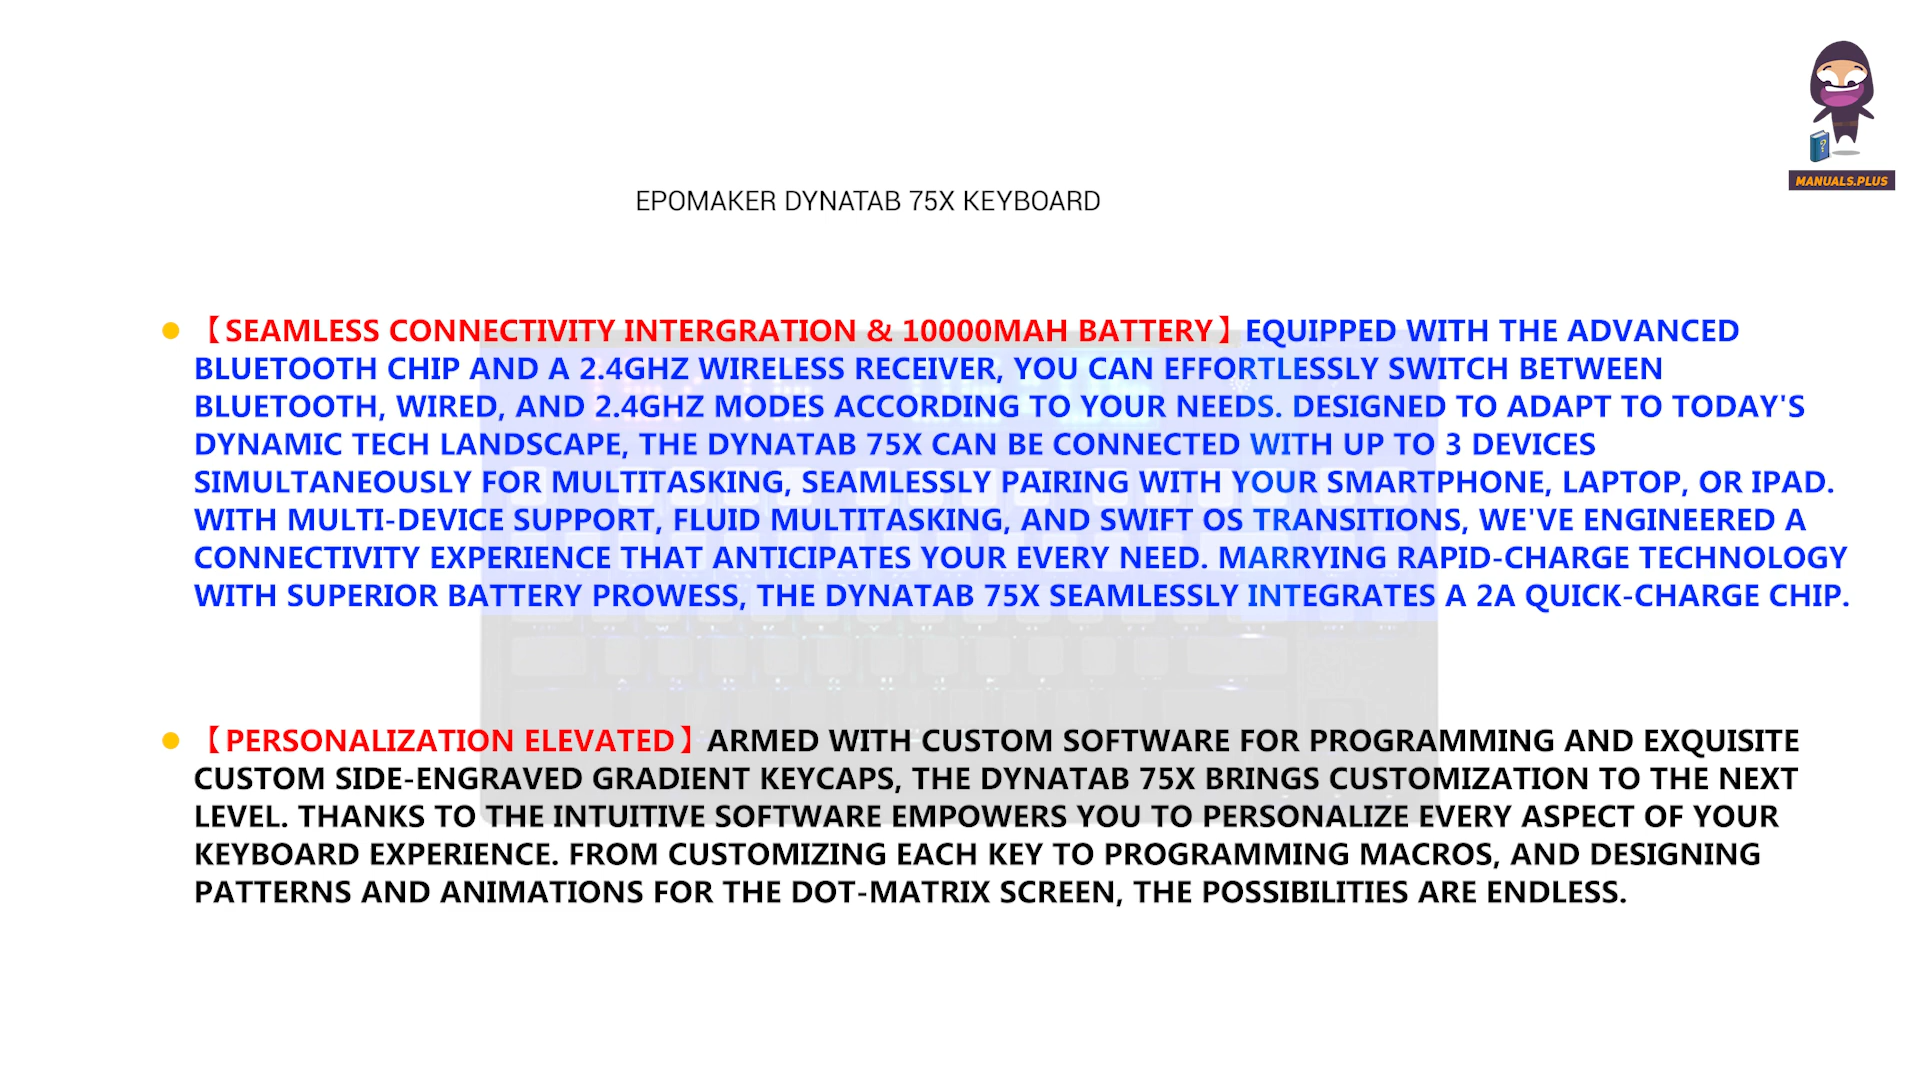 MANUALS.PLUS
EPOMAKER DYNATAB 75X KEYBOARD
【SEAMLESS CONNECTIVITY INTERGRATION & 10000MAH BATTERY】EQUIPPED WITH THE ADVANCED
BLUETOOTH CHIP AND A 2.4GHZ WIRELESS RECEIVER, YOU CAN EFFORTLESSLY SWITCH BETWEEN
BLUETOOTH, WIRED, AND 2.4GHZ MODES ACCORDING TO YOUR NEEDS. DESIGNED TO ADAPT TO TODAY'S
DYNAMIC TECH LANDSCAPE, THE DYNATAB 75X CAN BE CONNECTED WITH UP TO 3 DEVICES
SIMULTANEOUSLY FOR MULTITASKING, SEAMLESSLY PAIRING WITH YOUR SMARTPHONE, LAPTOP, OR IPAD.
WITH MULTI-DEVICE SUPPORT, FLUID MULTITASKING, AND SWIFT OS TRANSITIONS, WE'VE ENGINEERED A
CONNECTIVITY EXPERIENCE THAT ANTICIPATES YOUR EVERY NEED. MARRYING RAPID-CHARGE TECHNOLOGY
WITH SUPERIOR BATTERY PROWESS, THE DYNATAB 75X SEAMLESSLY INTEGRATES A 2A QUICK-CHARGE CHIP.
【PERSONALIZATION ELEVATED】ARMED WITH CUSTOM SOFTWARE FOR PROGRAMMING AND EXQUISITE
CUSTOM SIDE-ENGRAVED GRADIENT KEYCAPS, THE DYNATAB 75X BRINGS CUSTOMIZATION TO THE NEXT
LEVEL. THANKS TO THE INTUITIVE SOFTWARE EMPOWERS YOU TO PERSONALIZE EVERY ASPECT OF YOUR
KEYBOARD EXPERIENCE. FROM CUSTOMIZING EACH KEY TO PROGRAMMING MACROS, AND DESIGNING
PATTERNS AND ANIMATIONS FOR THE DOT-MATRIX SCREEN, THE POSSIBILITIES ARE ENDLESS.